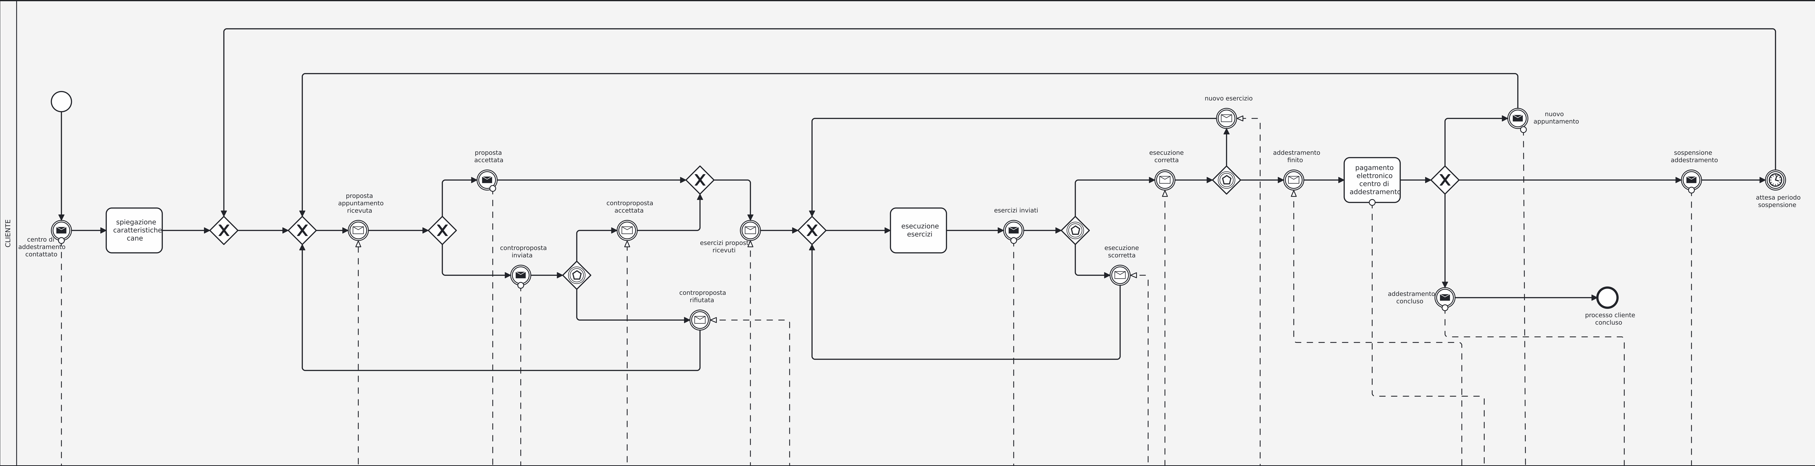 CLIENTE
centro di
addestramento
contattato
spiegazione
caratteristiche
cane
proposta
appuntamento
ricevuta
proposta
accettata
controproposta
inviata
controproposta
accettata
controproposta
rifiutata
ricevuti
esecuzione
esercizi
esercizi inviati
esecuzione
corretta
esecuzione
scorretta
nuovo esercizio
addestramento
finito
pagamento
elettronico
centro di
addestramento
nuovo
appuntamento
addestramento
concluso
processo cliente
concluso
sospensione
addestramento
attesa periodo
sospensione